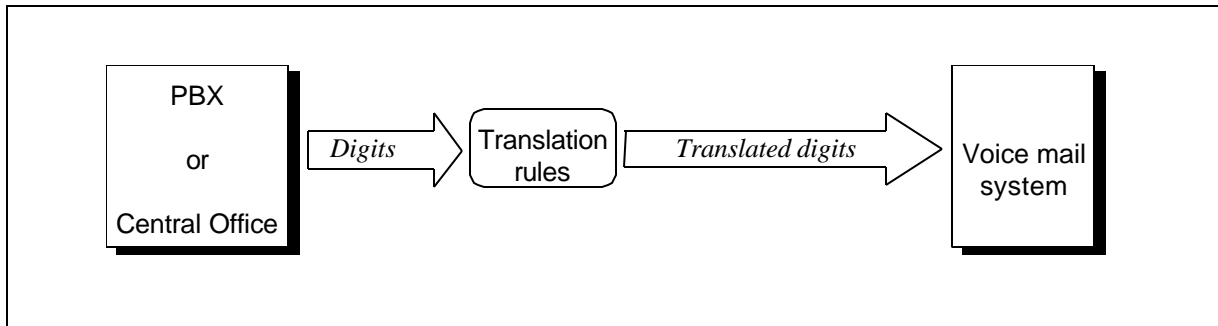 PBX
or
Central Office
Digits
Translation
rules
Translated digits
Voice mail
system